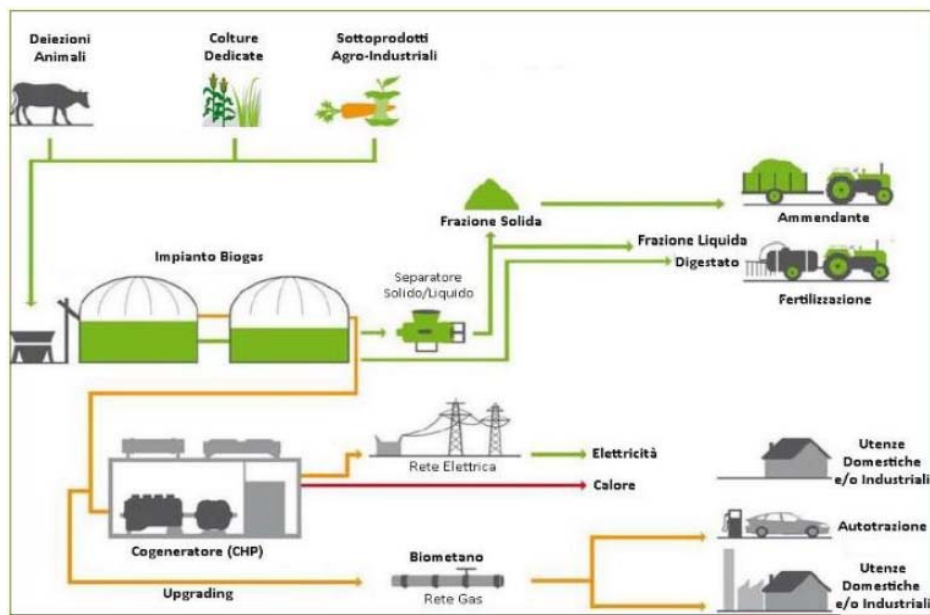 Deiezioni
Animali
Colture
Dedicate
Sottoprodotti
Agro-Industriali
Frazione Solida
Ammendante
Impianto Biogas
Frazione Liquida
Digestato
Separatore
Solido/Liquido
Fertilizzazione
Rete Elettrica
Elettricità
Calore
Utenze
Domestiche
e/o Industriali
Cogeneratore (CHP)
Autotrazione
Upgrading
Biometano
Rete Gas
Utenze
Domestiche
e/o Industriali